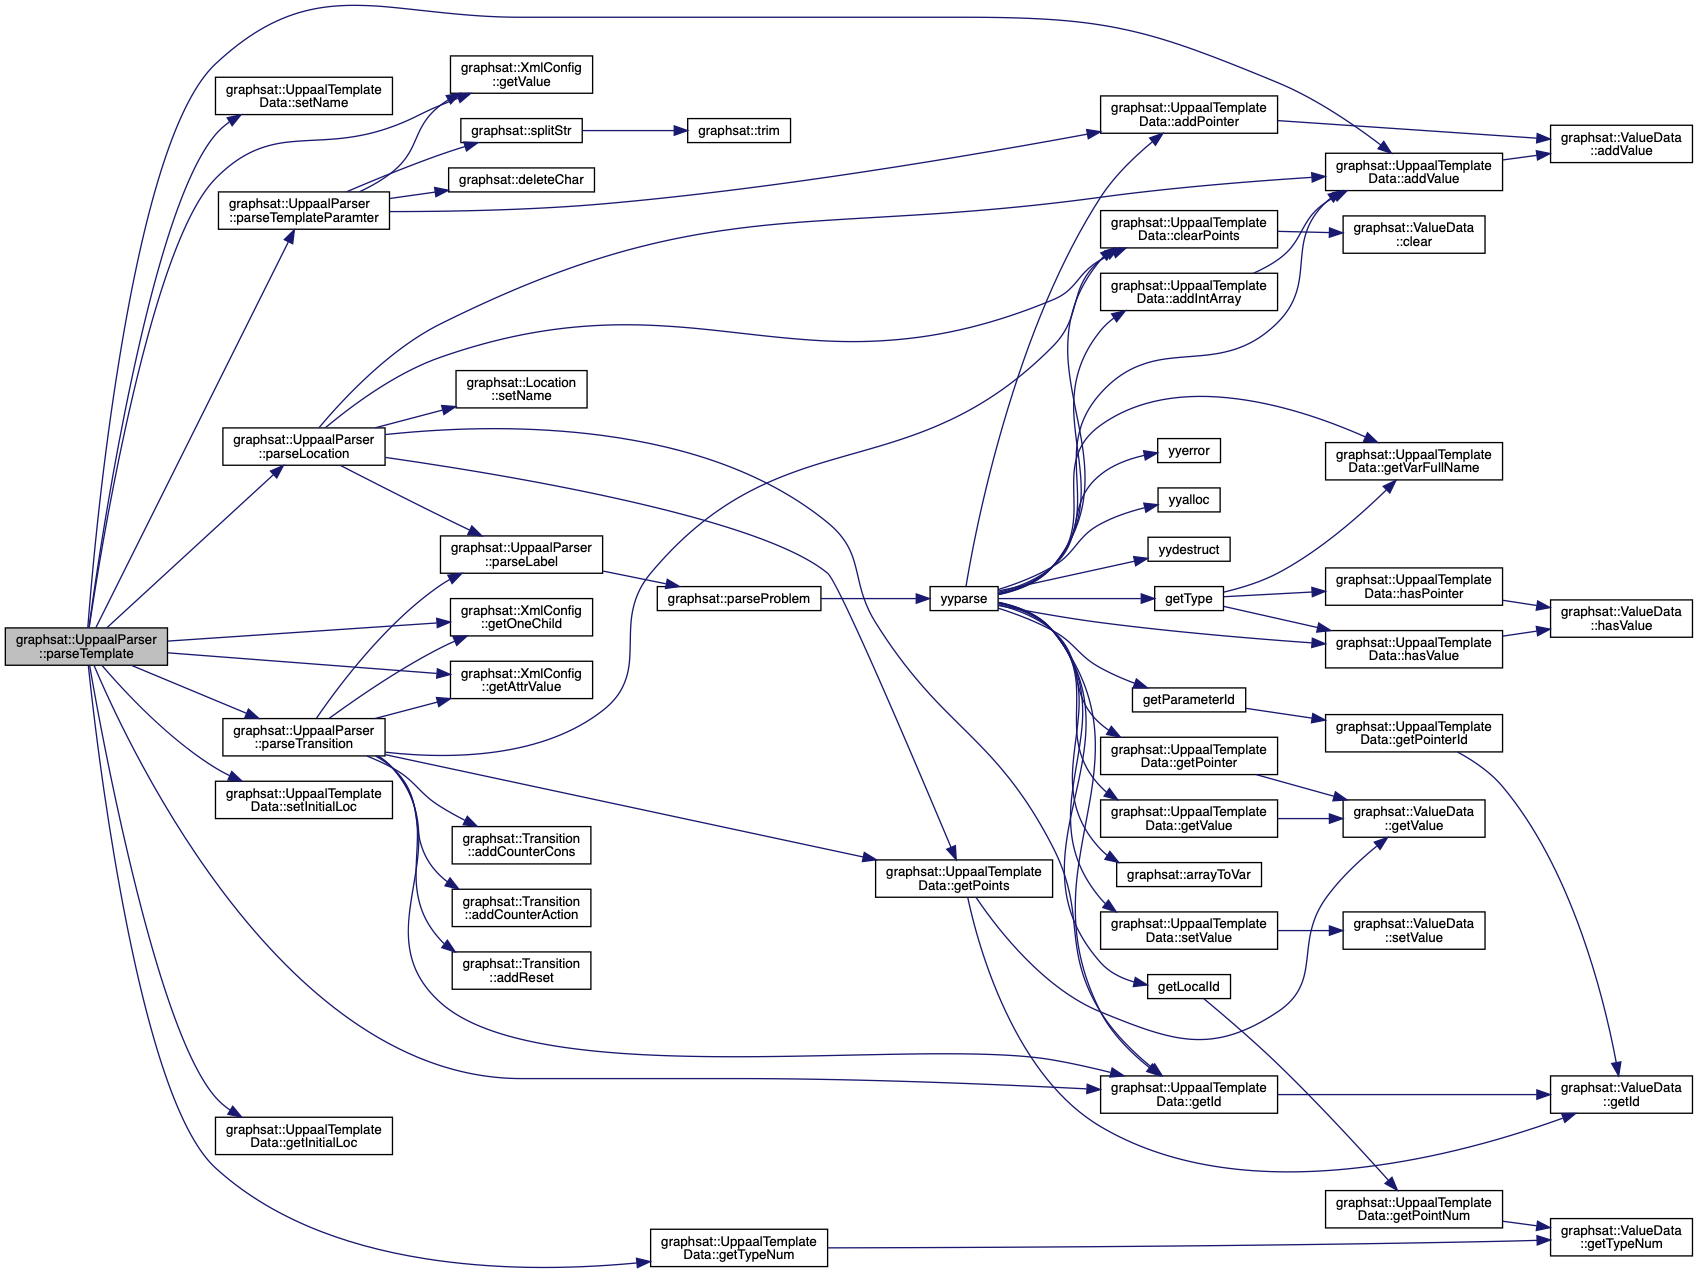 graphsat::UppaalParser
::parseTemplate
graphsat::UppaalTemplate
Data::setName
graphsat::UppaalParser
::parseTemplateParamter
graphsat::UppaalParser
::parseLocation
graphsat::UppaalParser
::parseTransition
graphsat::UppaalTemplate
Data::setInitialLoc
graphsat::UppaalTemplate
Data::getInitialLoc
graphsat::XmlConfig
::getValue
graphsat::splitStr
graphsat::deleteChar
graphsat::Location
::setName
graphsat::UppaalParser
::parseLabel
graphsat::XmlConfig
::getOneChild
graphsat::XmlConfig
::getAttrValue
graphsat::Transition
::addCounterCons
graphsat::Transition
::addCounterAction
graphsat::Transition
::addReset
graphsat::trim
graphsat::parseProblem
graphsat::UppaalTemplate
Data::getTypeNum
yyparse
graphsat::UppaalTemplate
Data::getPoints
graphsat::UppaalTemplate
Data::addPointer
graphsat::UppaalTemplate
Data::clearPoints
graphsat::UppaalTemplate
Data::addIntArray
yyerror
yyalloc
yydestruct
getType
getParameterId
graphsat::UppaalTemplate
Data::getPointer
graphsat::UppaalTemplate
Data::getValue
graphsat::arrayToVar
graphsat::UppaalTemplate
Data::setValue
getLocalId
graphsat::UppaalTemplate
Data::getId
graphsat::UppaalTemplate
Data::addValue
graphsat::ValueData
::clear
graphsat::UppaalTemplate
Data::getVarFullName
graphsat::UppaalTemplate
Data::hasPointer
graphsat::UppaalTemplate
Data::hasValue
graphsat::UppaalTemplate
Data::getPointerId
graphsat::ValueData
::getValue
graphsat::ValueData
::setValue
graphsat::UppaalTemplate
Data::getPointNum
graphsat::ValueData
::addValue
graphsat::ValueData
::hasValue
graphsat::ValueData
::getId
graphsat::ValueData
::getTypeNum